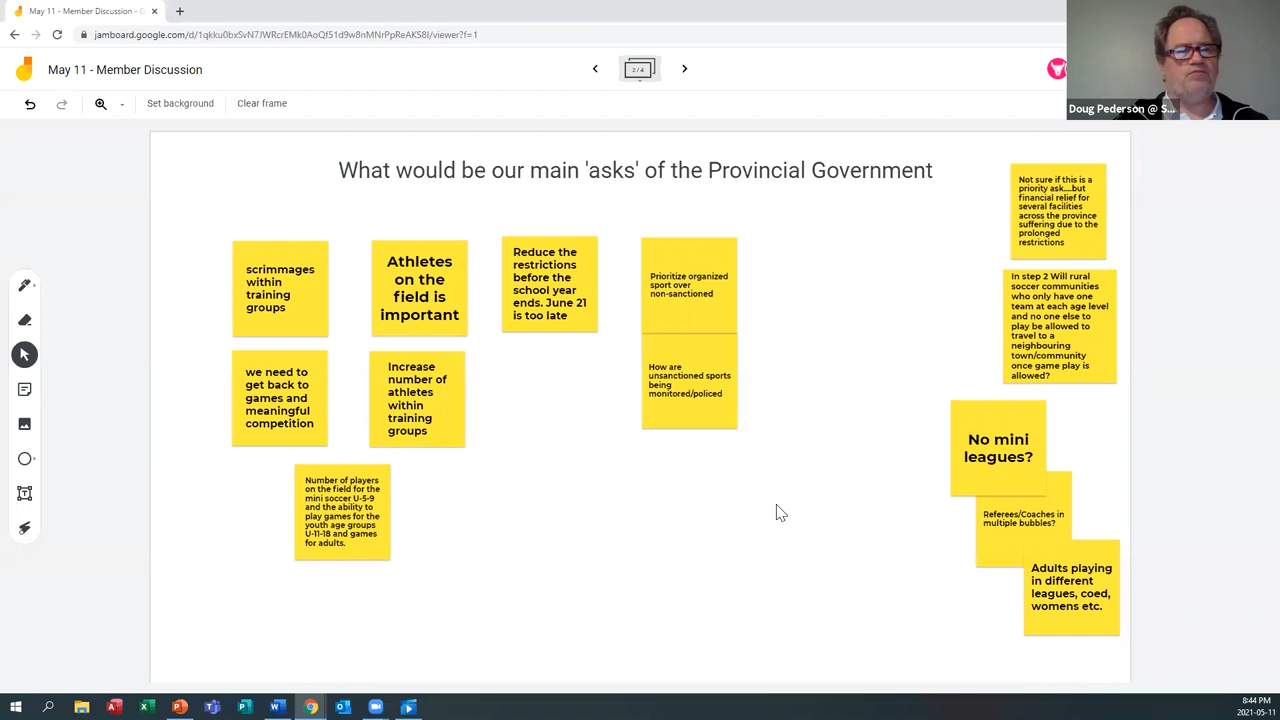 May 11 - Member Discussion - G
jamboard.google.com/d/1qkku0bxSvN7JWRcrEMk0AoQf51d9w8nMNrPpReAKS8I/viewer?f=1
May 11 - Member Discussion
2 / 4
Set background
Clear frame
Doug Pederson @ S...
What would be our main 'asks' of the Provincial Government
scrimmages
within
training
groups
Athletes
on the
field is
important
Reduce the
restrictions
before the
school year
ends. June 21
is too late
Prioritize organized
sport over
non-sanctioned
Not sure if this is a
priority ask....but
financial relief for
several facilities
across the province
suffering due to the
prolonged
restrictions
we need to
get back to
games and
meaningful
competition
Increase
number of
athletes
within
training
groups
How are
unsanctioned sports
being
monitored/policed
In step 2 Will rural
soccer communities
who only have one
team at each age level
and no one else to
play be allowed to
travel to a
neighbouring
town/community
once game play is
allowed?
Number of players
on the field for the
mini soccer U-5-9
and the ability to
play games for the
youth age groups
U-11-18 and games
for adults.
No mini
leagues?
Referees/Coaches in
multiple bubbles?
Adults playing
in different
leagues, coed,
womens etc.
8:44 PM
2021-05-11